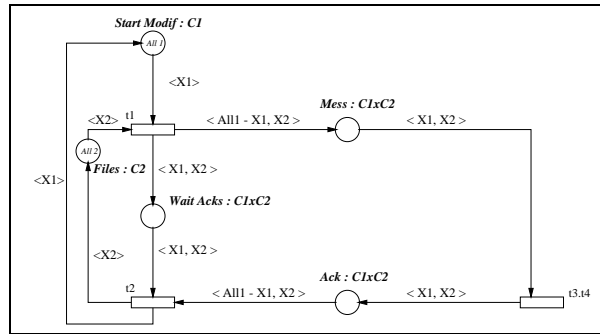 Start Modif : C1
All 1
<X1>
Mess : C1xC2
<X2>
t1
< All1 - X1, X2 >
< X1, X2 >
All 2
Files : C2
< X1, X2 >
<X1>
Wait Acks : C1xC2
<X2>
< X1, X2 >
Ack : C1xC2
t2
< All1 - X1, X2 >
< X1, X2 >
t3.t4